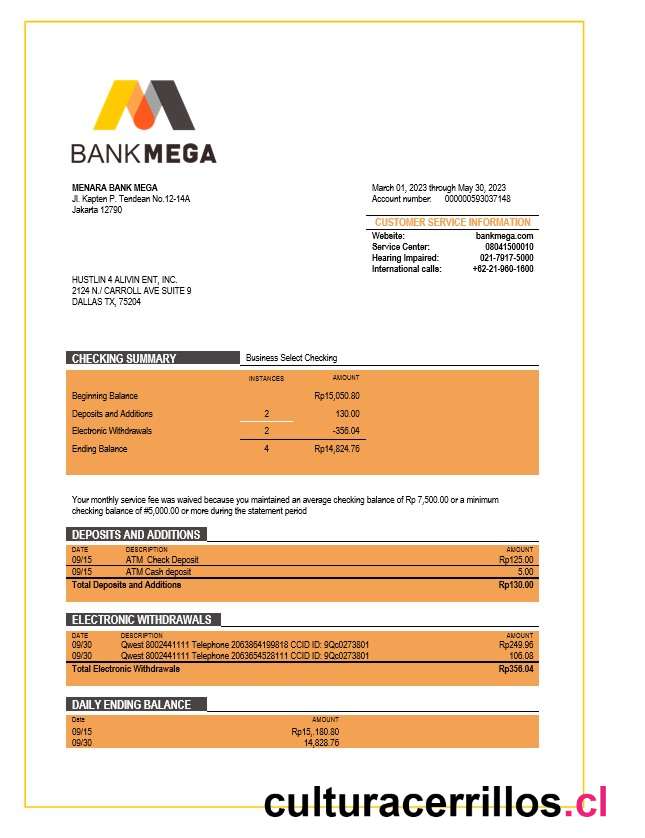 BANK MEGA
MENARA BANK MEGA
Jl. Kapten P. Tendean No.12-14A
Jakarta 12790
March 01, 2023 through May 30, 2023
Account number: 000000593037148
CUSTOMER SERVICE INFORMATION
Website: bankmega.com
Service Center: 08041500010
Hearing Impaired: 021-7917-5000
International calls: +62-21-960-1600
HUSTLIN 4 ALIVIN ENT, INC.
2124 N./ CARROLL AVE SUITE 9
DALLAS TX, 75204
CHECKING SUMMARY Business Select Checking
INSTANCES AMOUNT
Beginning Balance Rp15,050.80
Deposits and Additions 2 130.00
Electronic Withdrawals 2 -356.04
Ending Balance 4 Rp14,824.76
Your monthly service fee was waived because you maintained an average checking balance of Rp 7,500.00 or a minimum
checking balance of #5,000.00 or more during the statement period
DEPOSITS AND ADDITIONS
DATE DESCRIPTION AMOUNT
09/15 ATM Check Deposit Rp125.00
09/15 ATM Cash deposit 5.00
Total Deposits and Additions Rp130.00
ELECTRONIC WITHDRAWALS
DATE DESCRIPTION AMOUNT
09/30 Qwest 8002441111 Telephone 2063864199818 CCID ID: 9Qc0273801 Rp249.96
09/30 Qwest 8002441111 Telephone 2063654528111 CCID ID: 9Qc0273801 106.08
Total Electronic Withdrawals Rp356.04
DAILY ENDING BALANCE
Date AMOUNT
09/15 Rp15,.180.80
09/30 14,828.76
culturacerrillos.cl